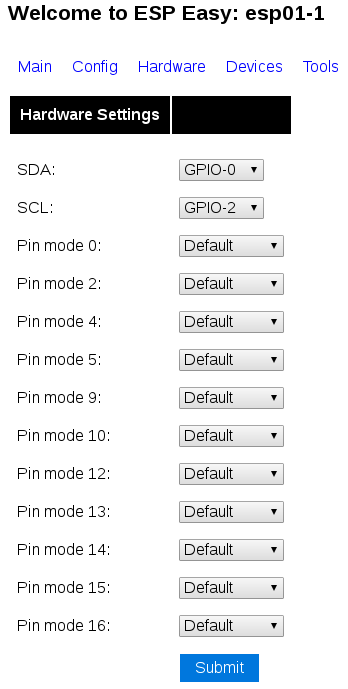 Welcome to ESP Easy: esp01-1
Main Config Hardware Devices Tools
Hardware Settings
SDA: GPIO-0
SCL: GPIO-2
Pin mode 0: Default
Pin mode 2: Default
Pin mode 4: Default
Pin mode 5: Default
Pin mode 9: Default
Pin mode 10: Default
Pin mode 12: Default
Pin mode 13: Default
Pin mode 14: Default
Pin mode 15: Default
Pin mode 16: Default
Submit